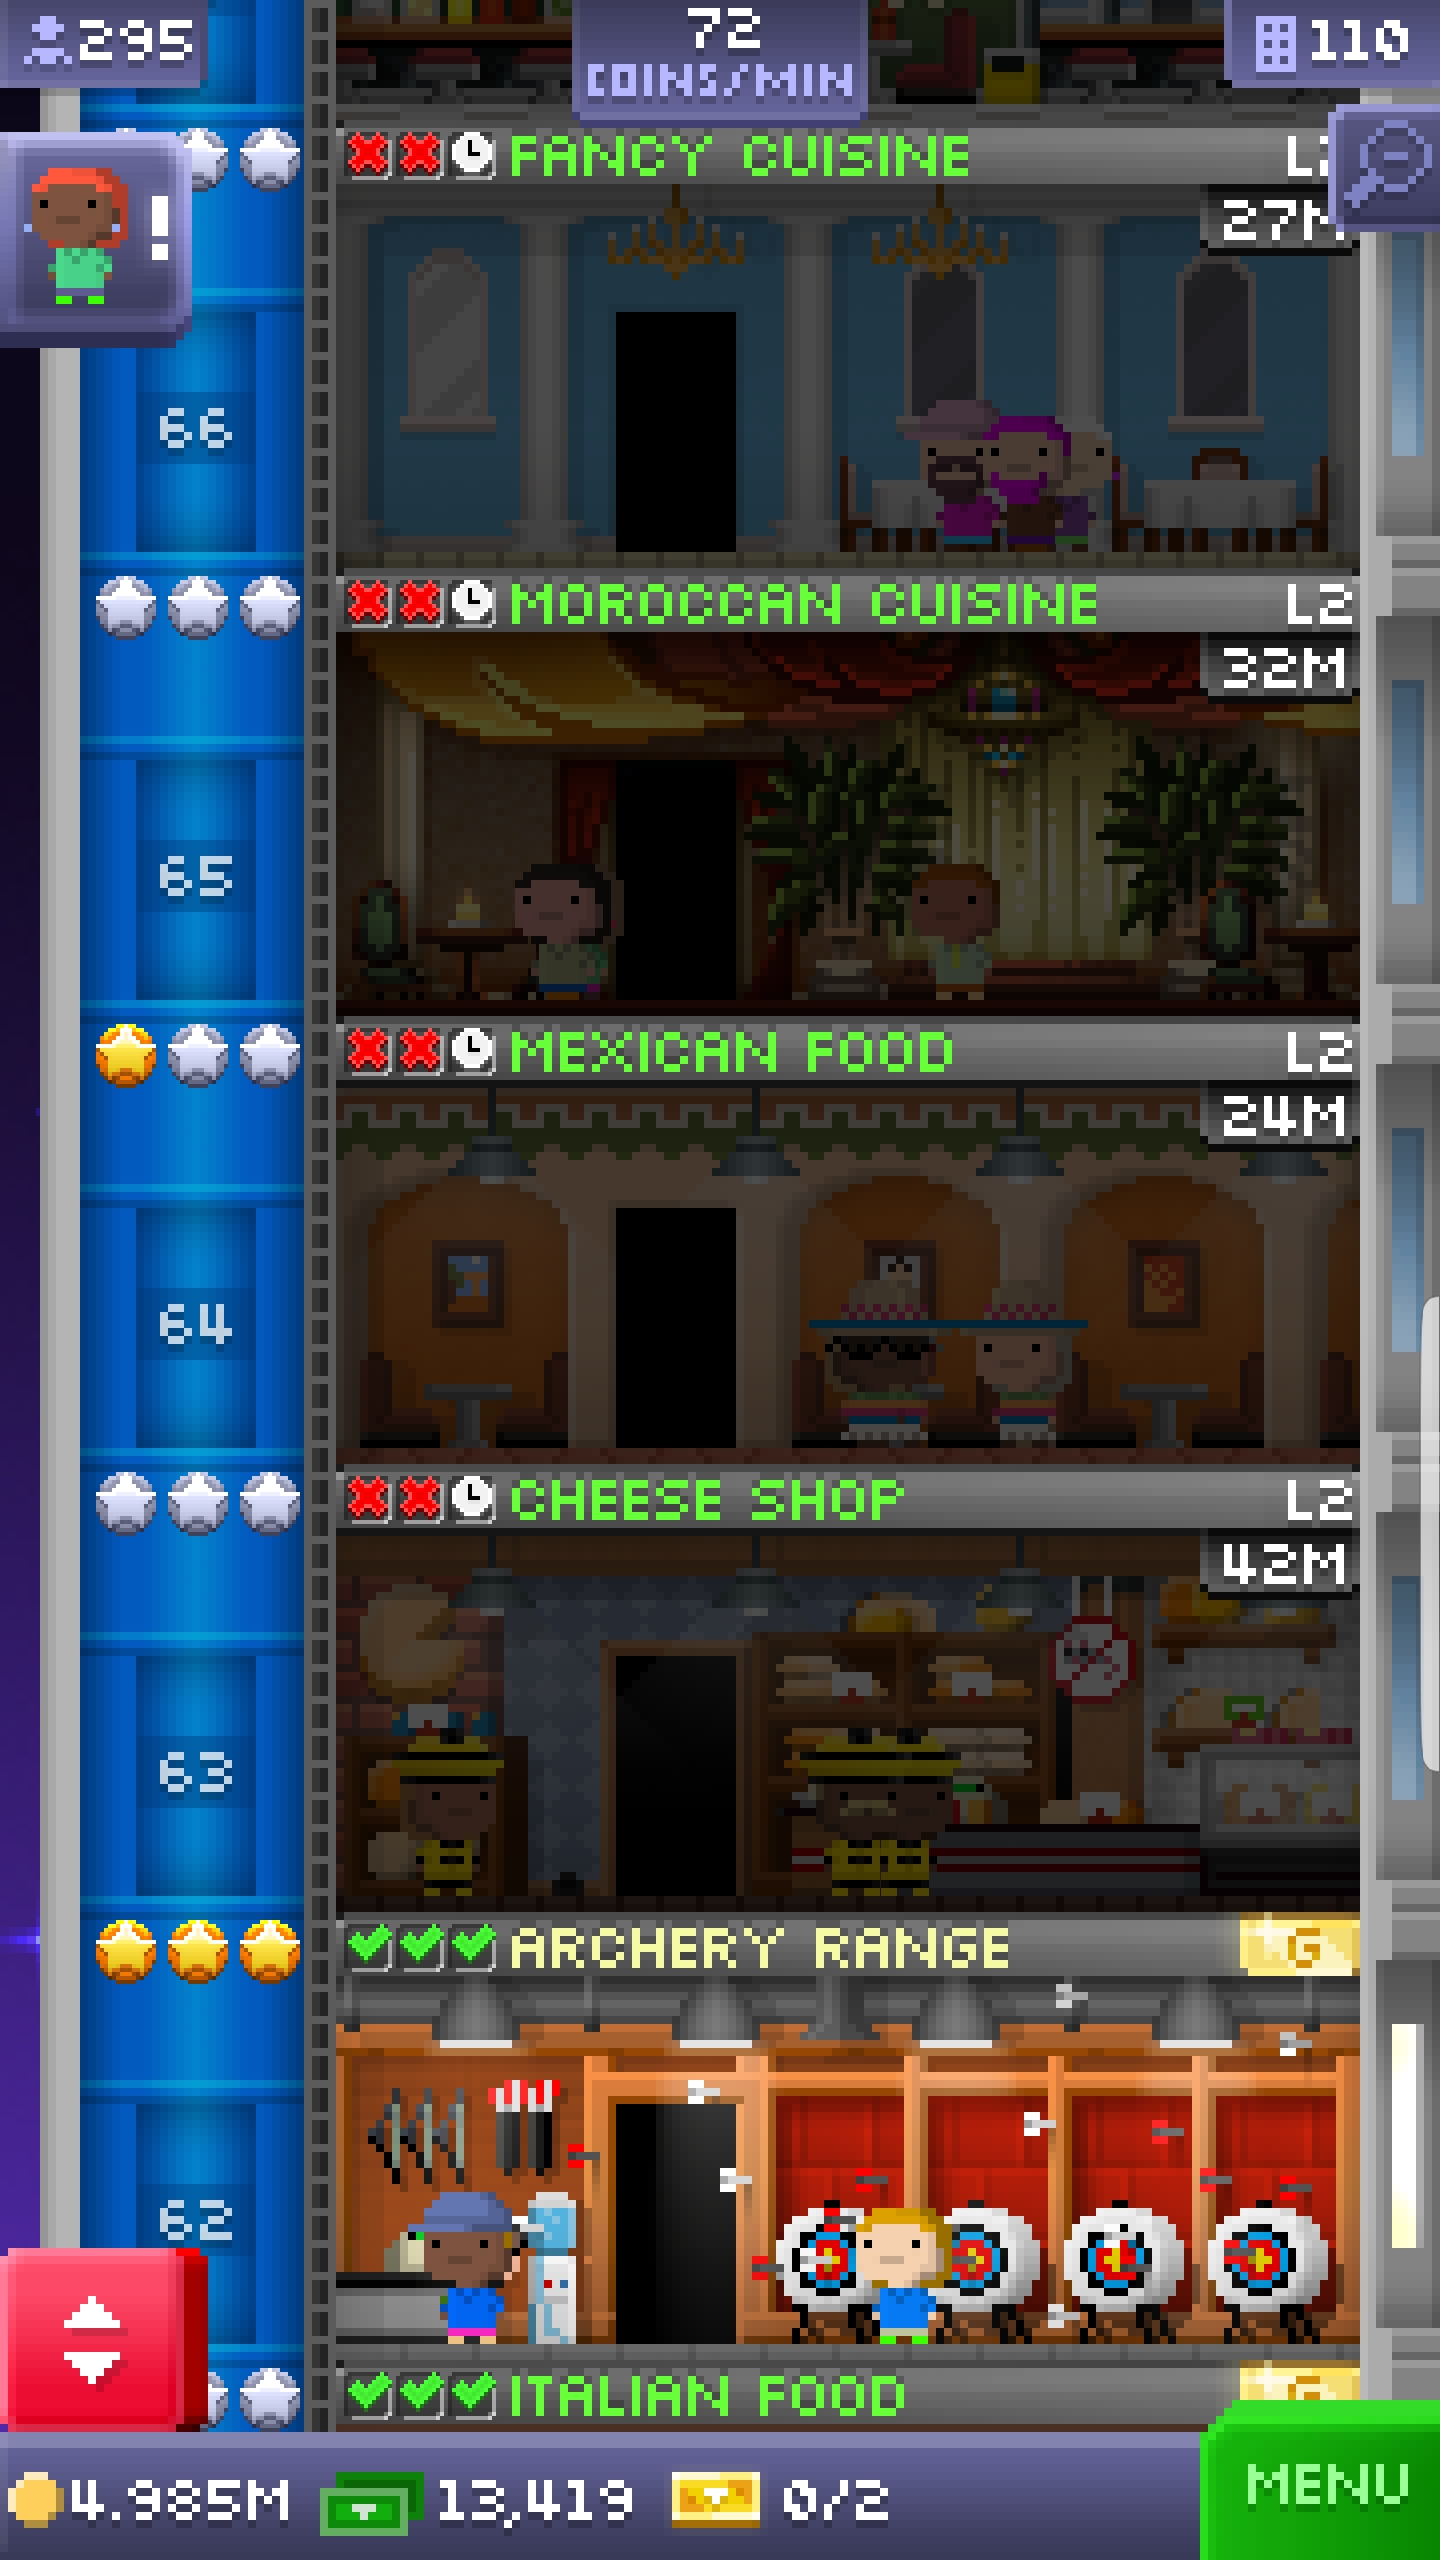 295
72
COINS/MIN
110
!
FANCY CUISINE
27M
66
MOROCCAN CUISINE L2
32M
65
MEXICAN FOOD L2
24M
64
CHEESE SHOP L2
42M
63
ARCHERY RANGE G
62
ITALIAN FOOD
4.985M 13,419 0/2 MENU